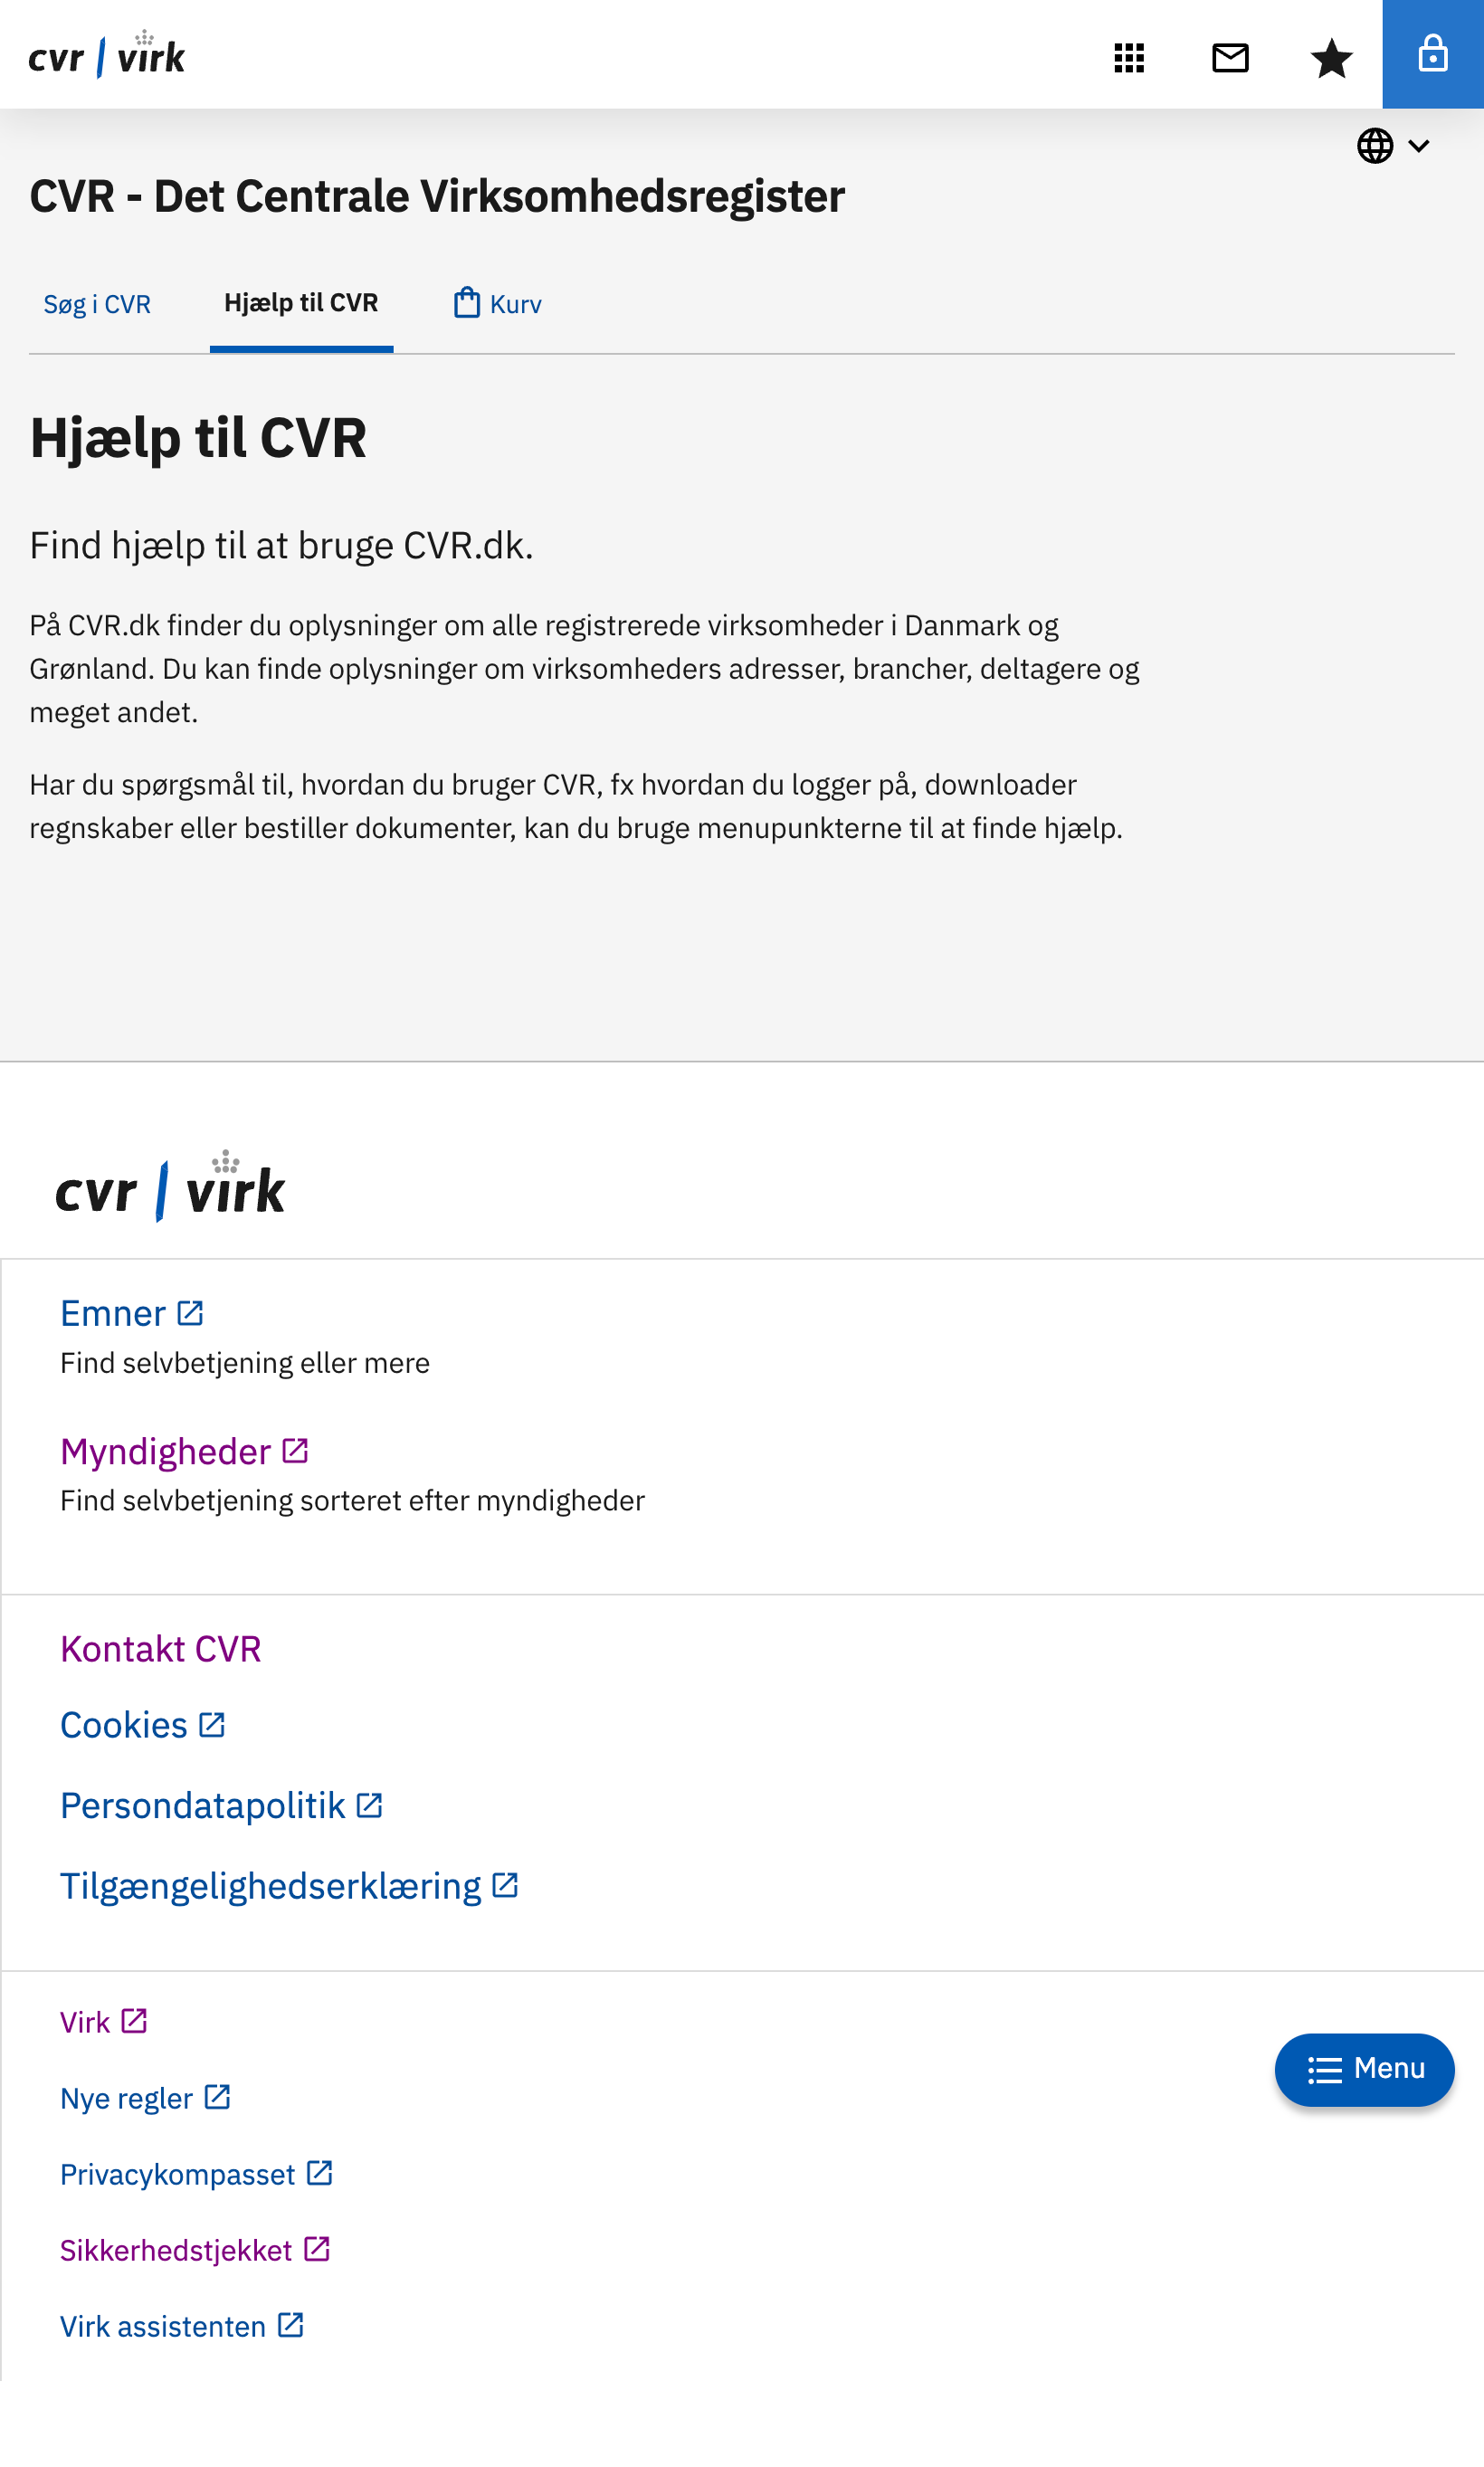 cvr virk
CVR - Det Centrale Virksomhedsregister
Søg i CVR
Hjælp til CVR
Kurv
Hjælp til CVR
Find hjælp til at bruge CVR.dk.
På CVR.dk finder du oplysninger om alle registrerede virksomheder i Danmark og
Grønland. Du kan finde oplysninger om virksomheders adresser, brancher, deltagere og
meget andet.
Har du spørgsmål til, hvordan du bruger CVR, fx hvordan du logger på, downloader
regnskaber eller bestiller dokumenter, kan du bruge menupunkterne til at finde hjælp.
cvr virk
Emner
Find selvbetjening eller mere
Myndigheder
Find selvbetjening sorteret efter myndigheder
Kontakt CVR
Cookies
Persondatapolitik
Tilgængelighedserklæring
Virk
Menu
Nye regler
Privacykompasset
Sikkerhedstjekket
Virk assistenten